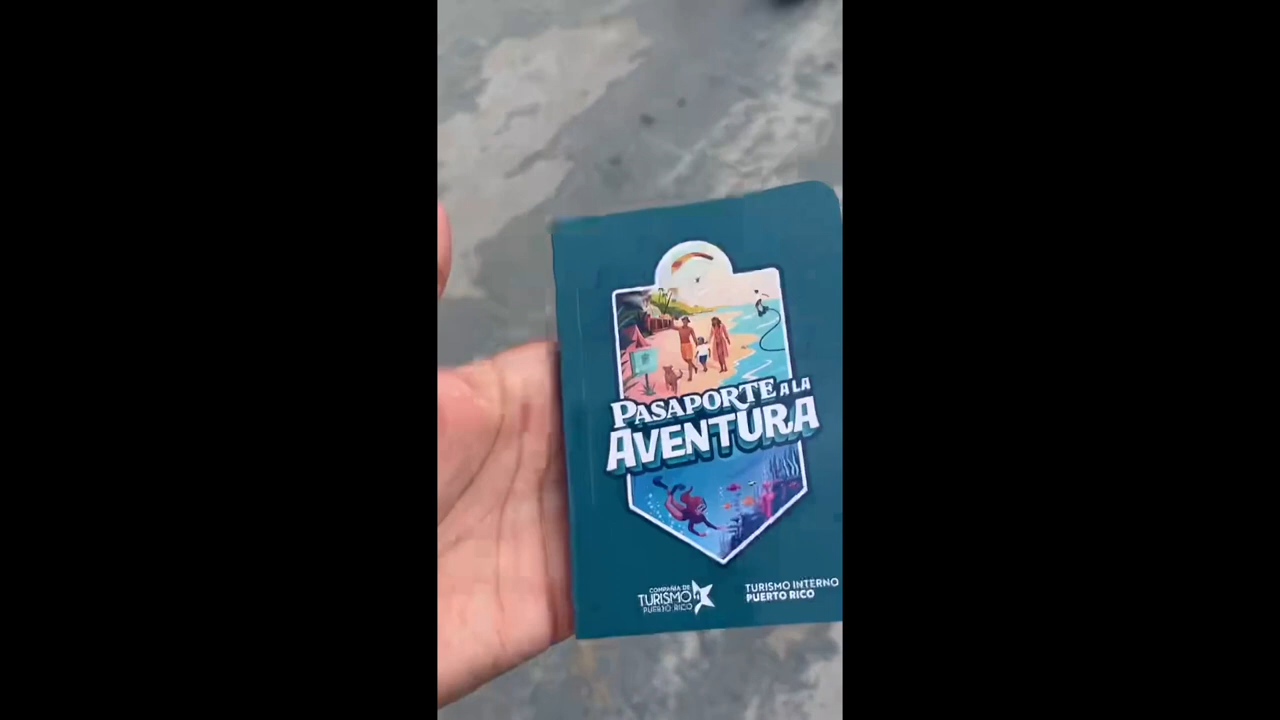 PASAPORTE A LA
AVENTURA
COMPAÑÍA DE
TURISMO
PUERTO RICO
TURISMO INTERNO
PUERTO RICO